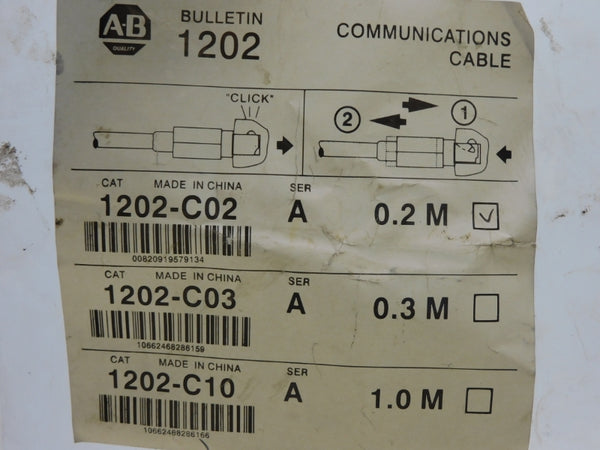 A-B
QUALITY
BULLETIN
1202
COMMUNICATIONS
CABLE
"CLICK"
2
1
CAT MADE IN CHINA SER
1202-C02 A 0.2 M
00820919579134
CAT MADE IN CHINA SER
1202-C03 A 0.3 M
10662468286159
CAT MADE IN CHINA SER
1202-C10 A 1.0 M
10662468286166